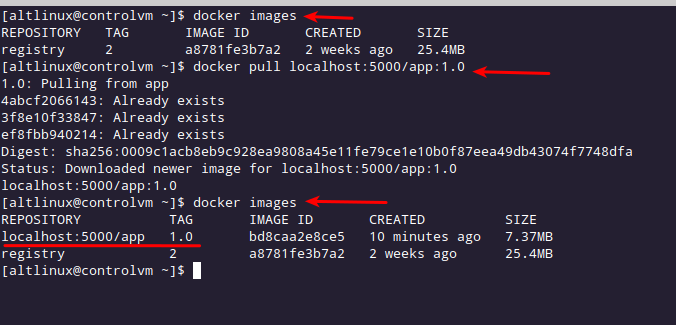 [altlinux@controlvm ~]$ docker images
REPOSITORY TAG IMAGE ID CREATED SIZE
registry 2 a8781fe3b7a2 2 weeks ago 25.4MB
[altlinux@controlvm ~]$ docker pull localhost:5000/app:1.0
1.0: Pulling from app
4abcf2066143: Already exists
3f8e10f33847: Already exists
ef8fbb940214: Already exists
Digest: sha256:0009c1acb8eb9c928ea9808a45e11fe79ce1e10b0f87eea49db43074f7748dfa
Status: Downloaded newer image for localhost:5000/app:1.0
localhost:5000/app:1.0
[altlinux@controlvm ~]$ docker images
REPOSITORY TAG IMAGE ID CREATED SIZE
localhost:5000/app 1.0 bd8caa2e8ce5 10 minutes ago 7.37MB
registry 2 a8781fe3b7a2 2 weeks ago 25.4MB
[altlinux@controlvm ~]$